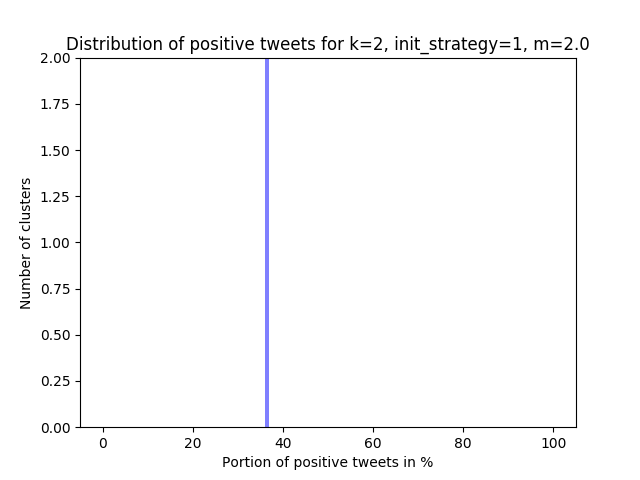 Distribution of positive tweets for k=2, init_strategy=1, m=2.0
2.00
1.75
1.50
1.25
1.00
0.75
0.50
0.25
0.00
Number of clusters
0 20 40 60 80 100
Portion of positive tweets in %